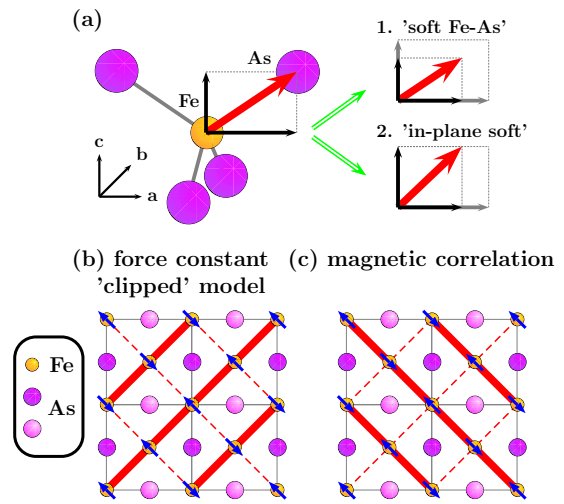 (a)
1. 'soft Fe-As'
As
Fe
c
b
a
2. 'in-plane soft'
(b) force constant
'clipped' model
(c) magnetic correlation
Fe
As